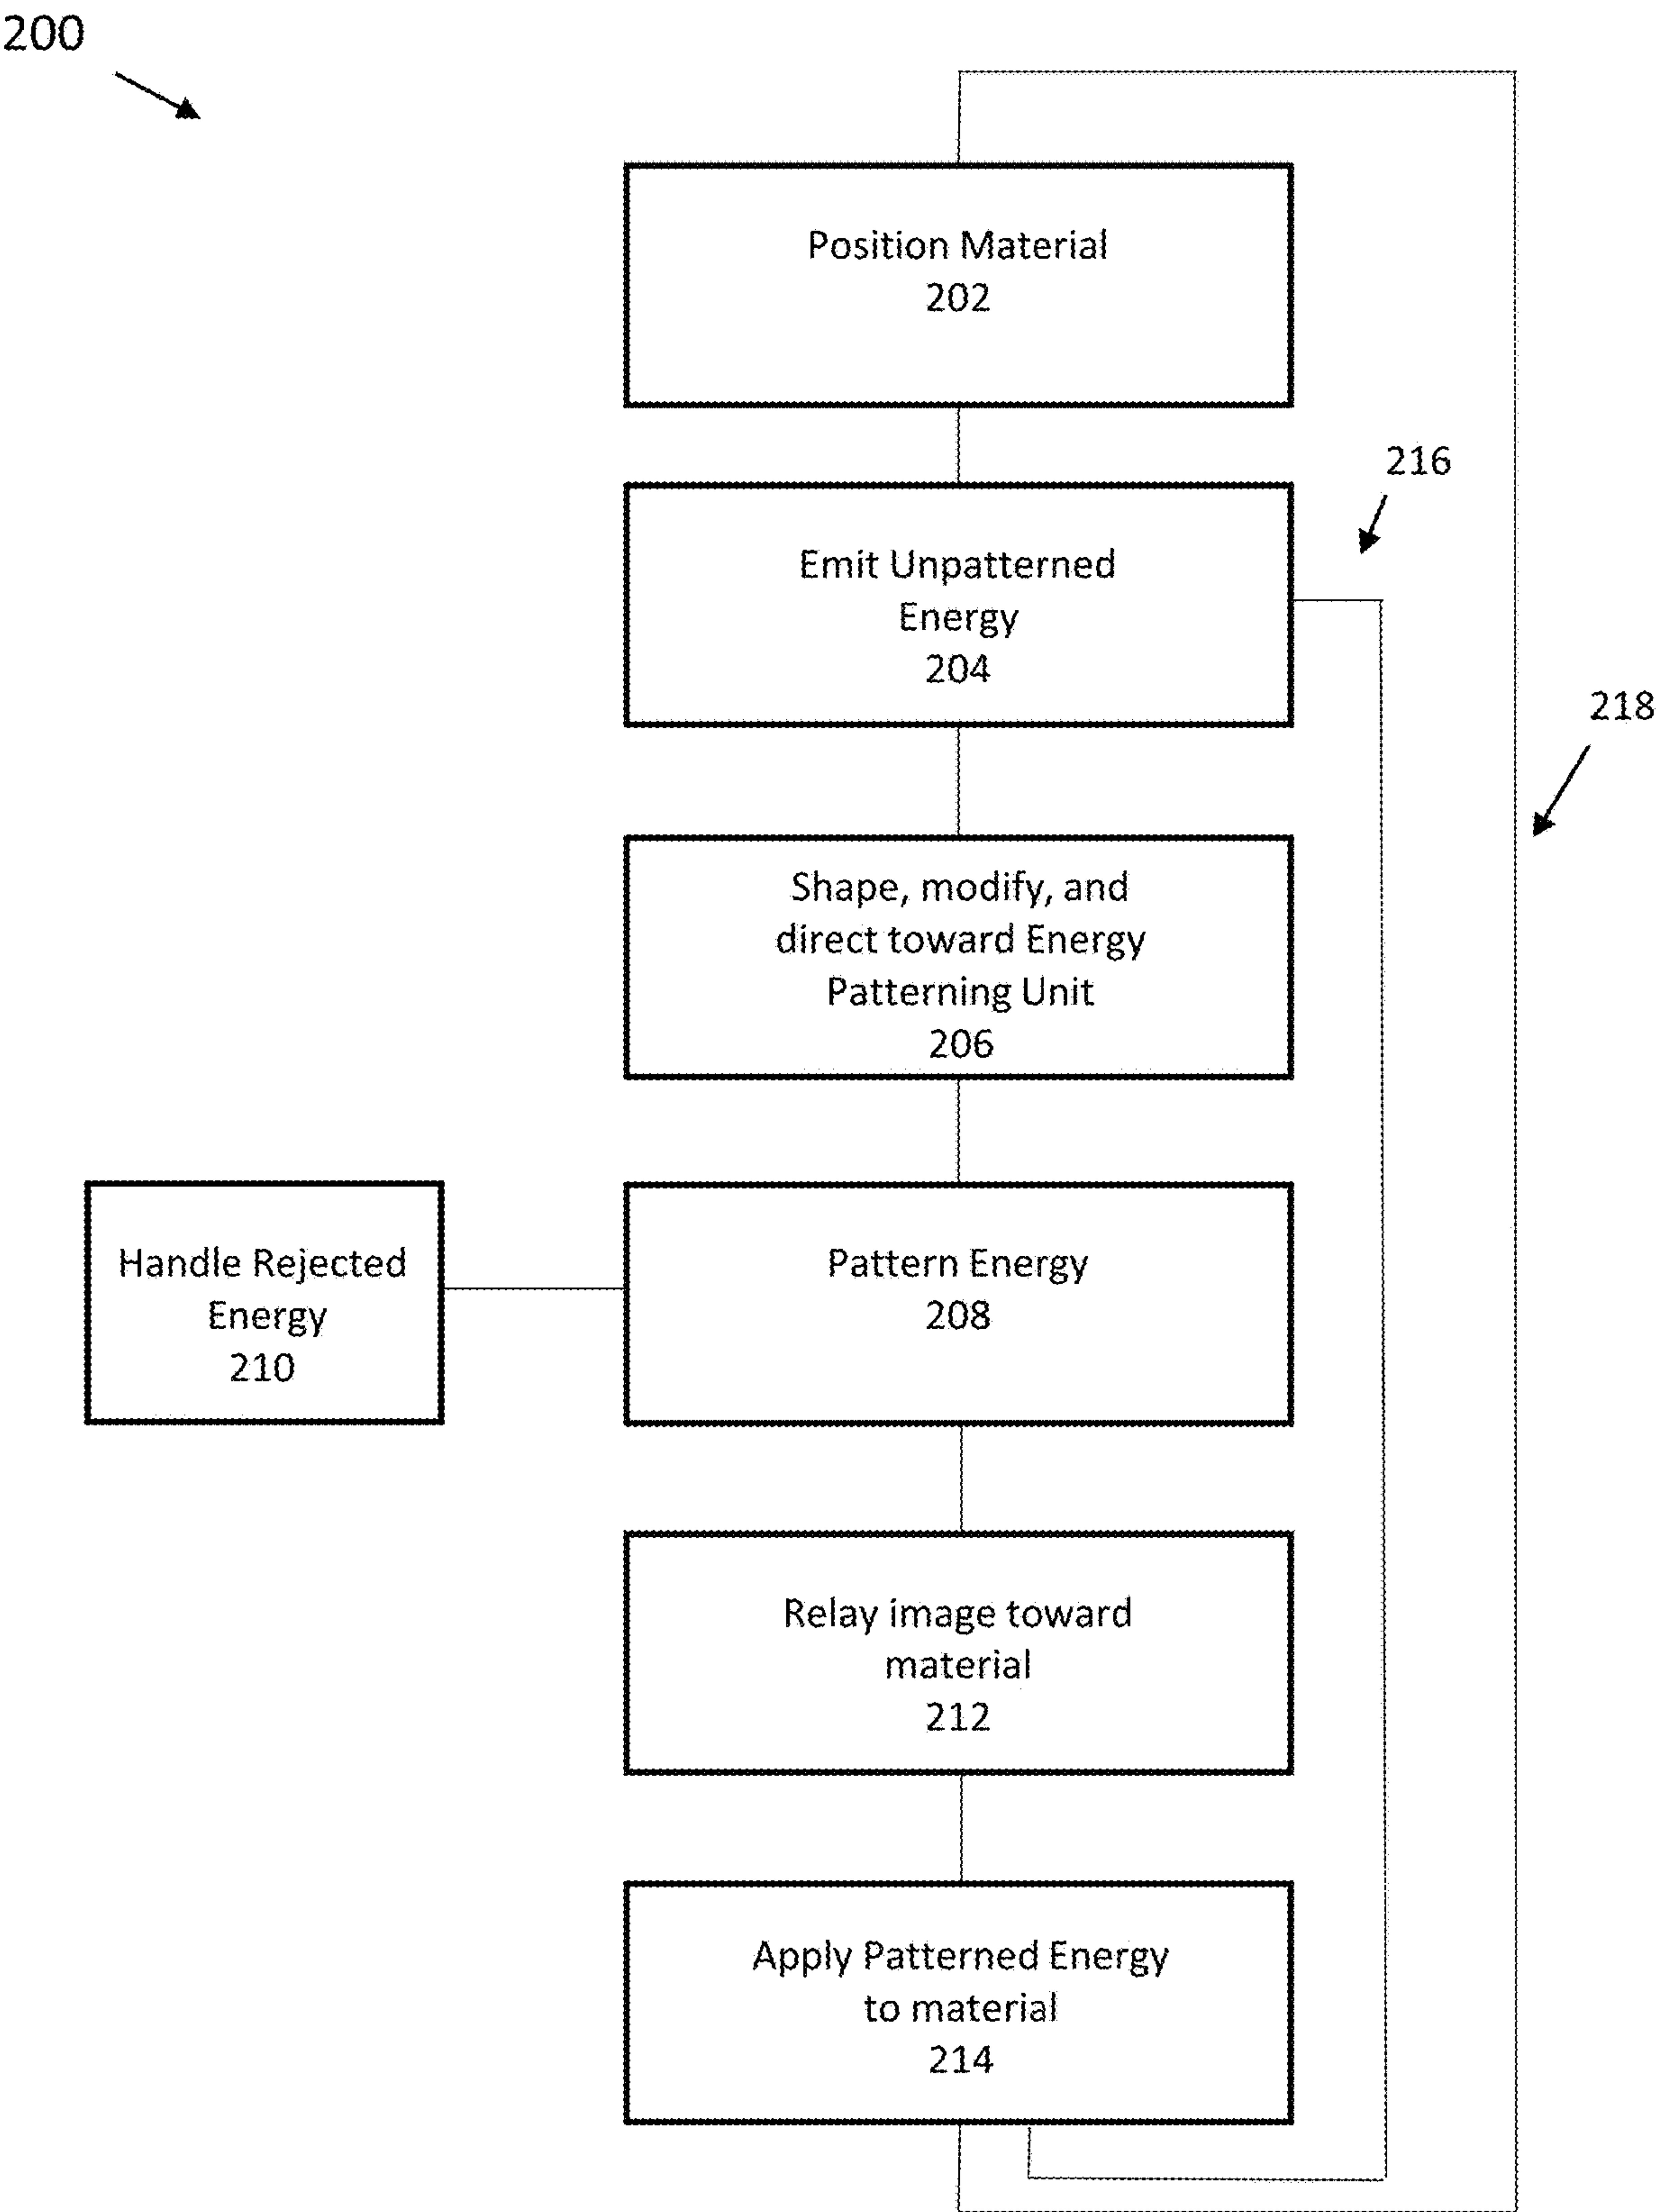 200
Position Material
202
216
Emit Unpatterned
Energy
204
218
Shape, modify, and
direct toward Energy
Patterning Unit
206
Handle Rejected
Energy
210
Pattern Energy
208
Relay image toward
material
212
Apply Patterned Energy
to material
214